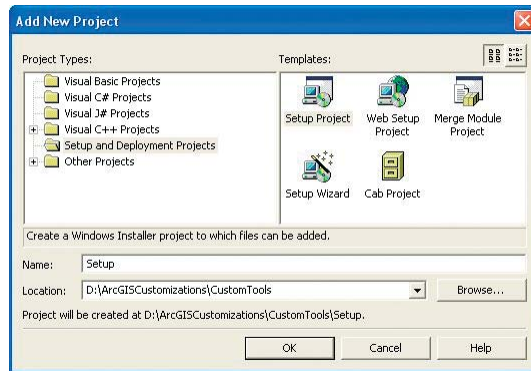 Add New Project
Project Types:
Templates:
Visual Basic Projects
Visual C# Projects
Visual J# Projects
Visual C++ Projects
Setup and Deployment Projects
Other Projects
Setup Project
Web Setup
Project
Merge Module
Project
Setup Wizard
Cab Project
Create a Windows Installer project to which files can be added.
Name:
Setup
Location:
D:\ArcGISCustomizations\CustomTools
Browse...
Project will be created at D:\ArcGISCustomizations\CustomTools\Setup.
OK
Cancel
Help